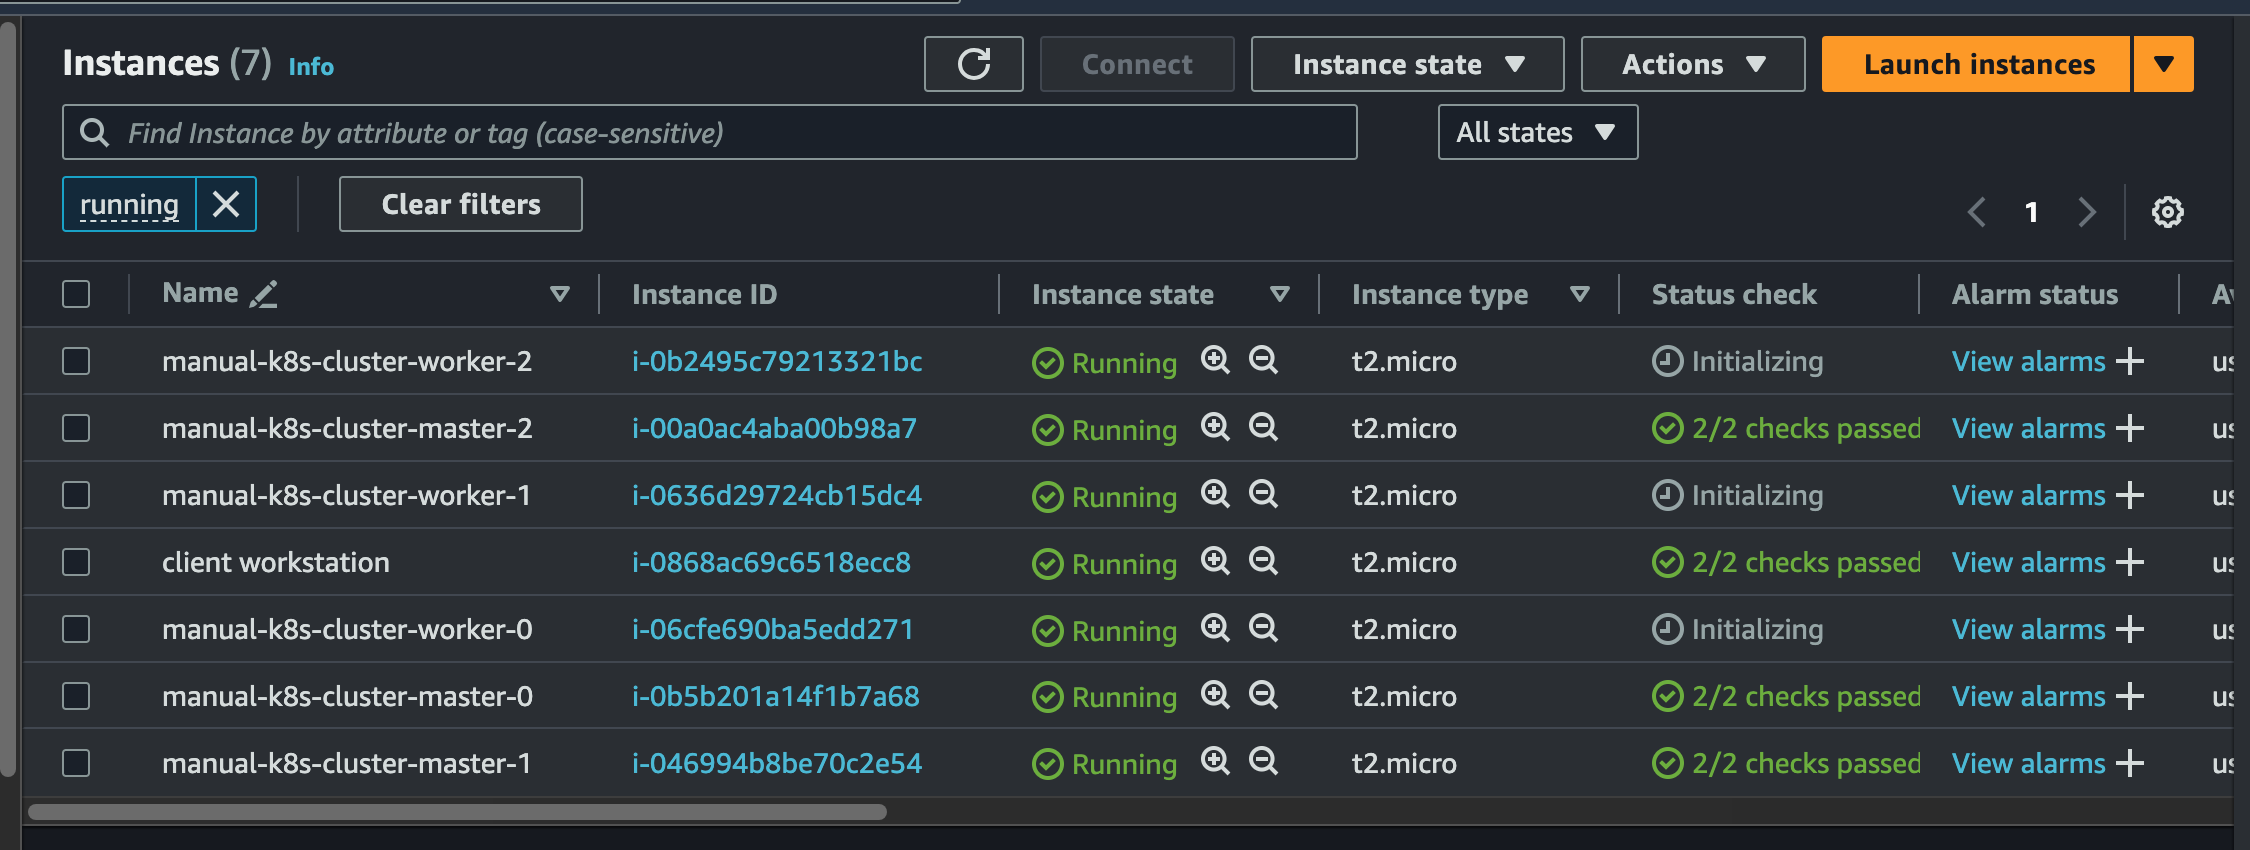 Instances (7) Info
Connect
Instance state
Actions
Launch instances
Find Instance by attribute or tag (case-sensitive)
All states
running
Clear filters
1
Name Instance ID Instance state Instance type Status check Alarm status
manual-k8s-cluster-worker-2 i-0b2495c79213321bc Running t2.micro Initializing View alarms
manual-k8s-cluster-master-2 i-00a0ac4aba00b98a7 Running t2.micro 2/2 checks passed View alarms
manual-k8s-cluster-worker-1 i-0636d29724cb15dc4 Running t2.micro Initializing View alarms
client workstation i-0868ac69c6518ecc8 Running t2.micro 2/2 checks passed View alarms
manual-k8s-cluster-worker-0 i-06cfe690ba5edd271 Running t2.micro Initializing View alarms
manual-k8s-cluster-master-0 i-0b5b201a14f1b7a68 Running t2.micro 2/2 checks passed View alarms
manual-k8s-cluster-master-1 i-046994b8be70c2e54 Running t2.micro 2/2 checks passed View alarms